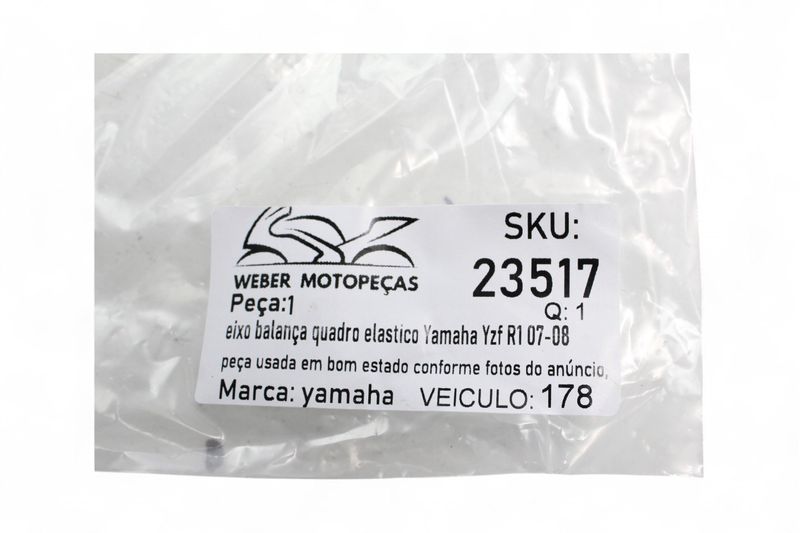 SKU:
WEBER MOTOPEÇAS
23517
Peça:1
Q: 1
eixo balança quadro elastico Yamaha Yzf R1 07-08
peça usada em bom estado conforme fotos do anúncio,
Marca: yamaha VEICULO: 178